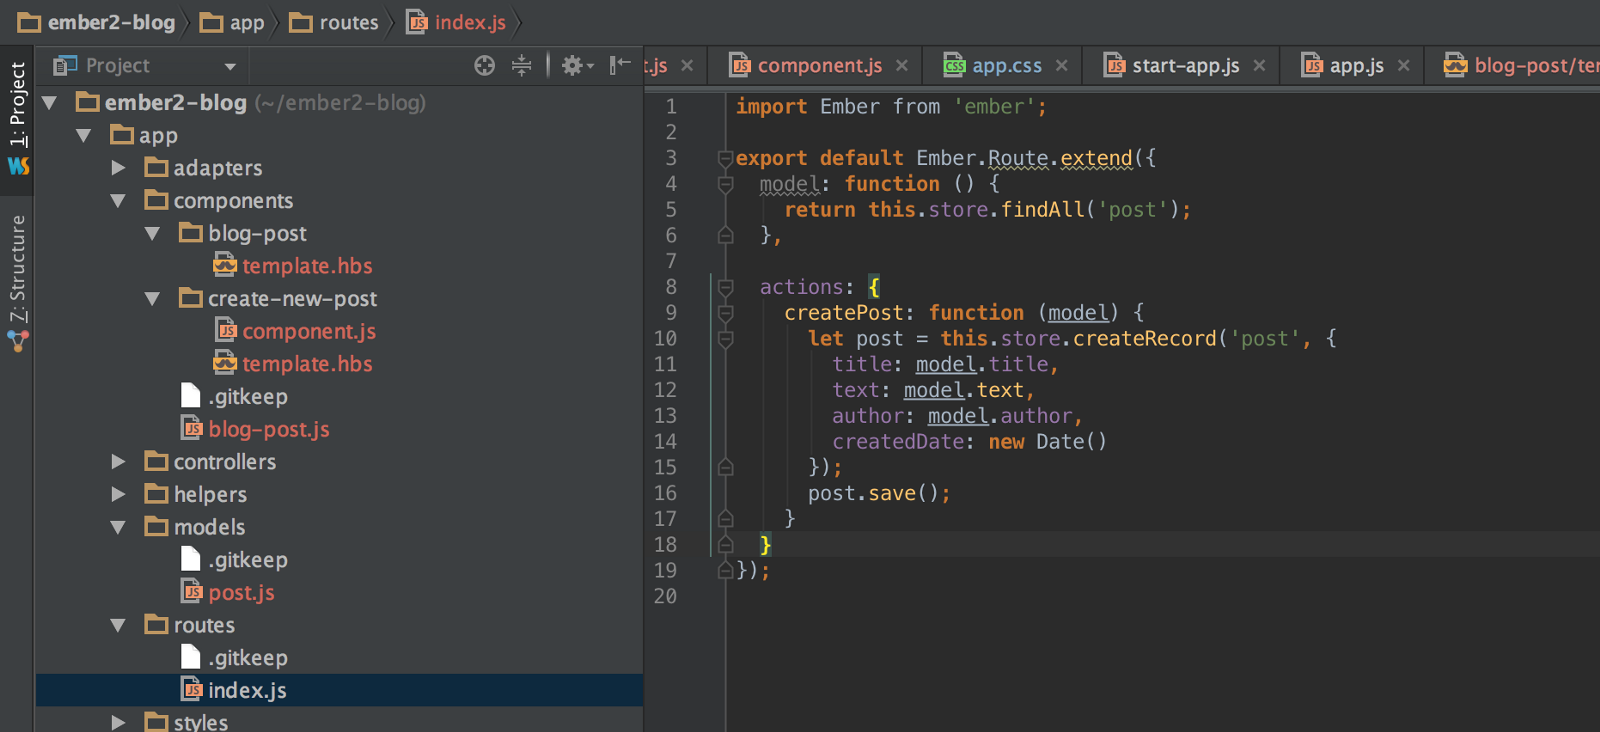 ember2-blog app routes index.js
1: Project
7: Structure
Project
ember2-blog (~/ember2-blog)
app
adapters
components
blog-post
template.hbs
create-new-post
component.js
template.hbs
.gitkeep
blog-post.js
controllers
helpers
models
.gitkeep
post.js
routes
.gitkeep
index.js
styles
t.js component.js app.css start-app.js app.js blog-post/te
1 import Ember from 'ember';
2
3 export default Ember.Route.extend({
4 model: function () {
5 return this.store.findAll('post');
6 },
7
8 actions: {
9 createPost: function (model) {
10 let post = this.store.createRecord('post', {
11 title: model.title,
12 text: model.text,
13 author: model.author,
14 createdDate: new Date()
15 });
16 post.save();
17 }
18 }
19 });
20